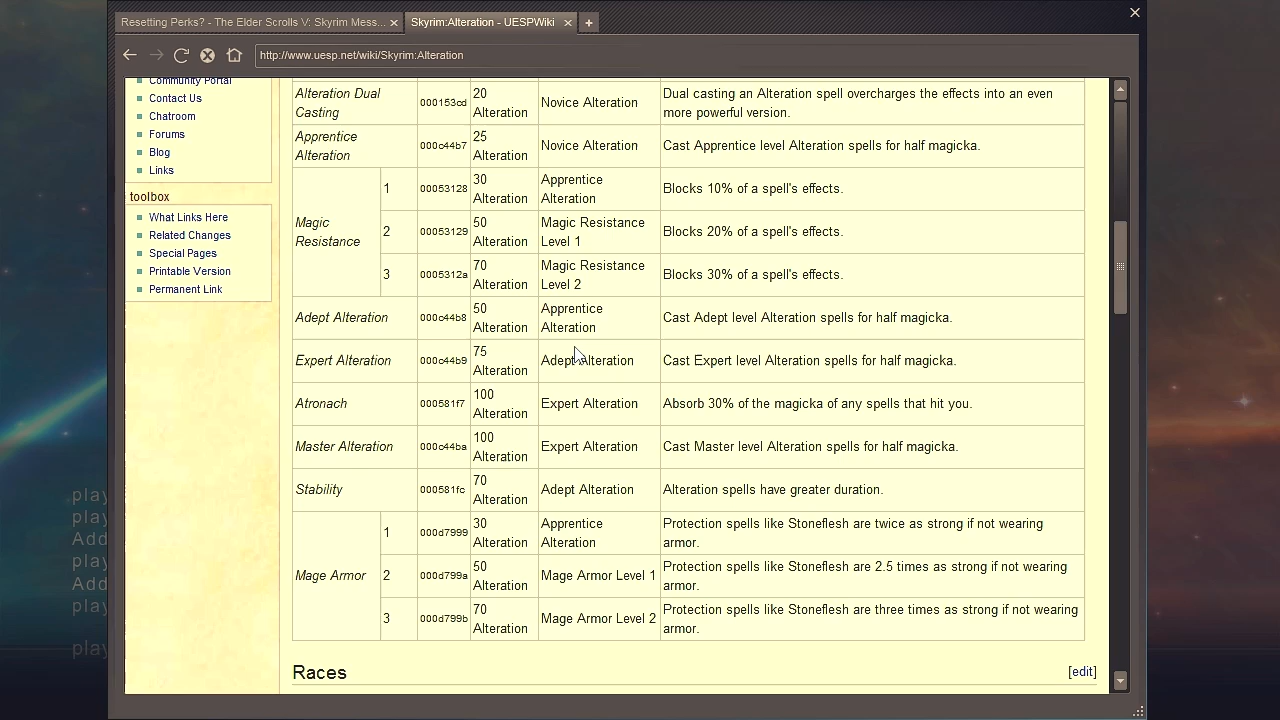 Resetting Perks? - The Elder Scrolls V: Skyrim Mess...
Skyrim:Alteration - UESPWiki
http://www.uesp.net/wiki/Skyrim:Alteration
Community Portal
Contact Us
Chatroom
Forums
Blog
Links
toolbox
What Links Here
Related Changes
Special Pages
Printable Version
Permanent Link
Alteration Dual Casting 000153cd 20 Alteration Novice Alteration Dual casting an Alteration spell overcharges the effects into an even more powerful version.
Apprentice Alteration 000c44b7 25 Alteration Novice Alteration Cast Apprentice level Alteration spells for half magicka.
Magic Resistance
1 00053128 30 Alteration Apprentice Alteration Blocks 10% of a spell's effects.
2 00053129 50 Alteration Magic Resistance Level 1 Blocks 20% of a spell's effects.
3 0005312a 70 Alteration Magic Resistance Level 2 Blocks 30% of a spell's effects.
Adept Alteration 000c44b8 50 Alteration Apprentice Alteration Cast Adept level Alteration spells for half magicka.
Expert Alteration 000c44b9 75 Alteration Adept Alteration Cast Expert level Alteration spells for half magicka.
Atronach 000581f7 100 Alteration Expert Alteration Absorb 30% of the magicka of any spells that hit you.
Master Alteration 000c44ba 100 Alteration Expert Alteration Cast Master level Alteration spells for half magicka.
Stability 000581fc 70 Alteration Adept Alteration Alteration spells have greater duration.
Mage Armor
1 000d7999 30 Alteration Apprentice Alteration Protection spells like Stoneflesh are twice as strong if not wearing armor.
2 000d799a 50 Alteration Mage Armor Level 1 Protection spells like Stoneflesh are 2.5 times as strong if not wearing armor.
3 000d799b 70 Alteration Mage Armor Level 2 Protection spells like Stoneflesh are three times as strong if not wearing armor.
Races [edit]
play
play
Add
play
Add
play
play